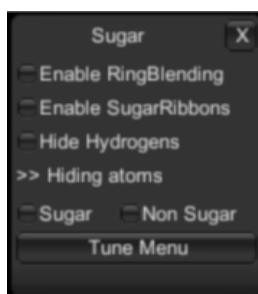 Sugar X
Enable RingBlending
Enable SugarRibbons
Hide Hydrogens
>> Hiding atoms
Sugar Non Sugar
Tune Menu